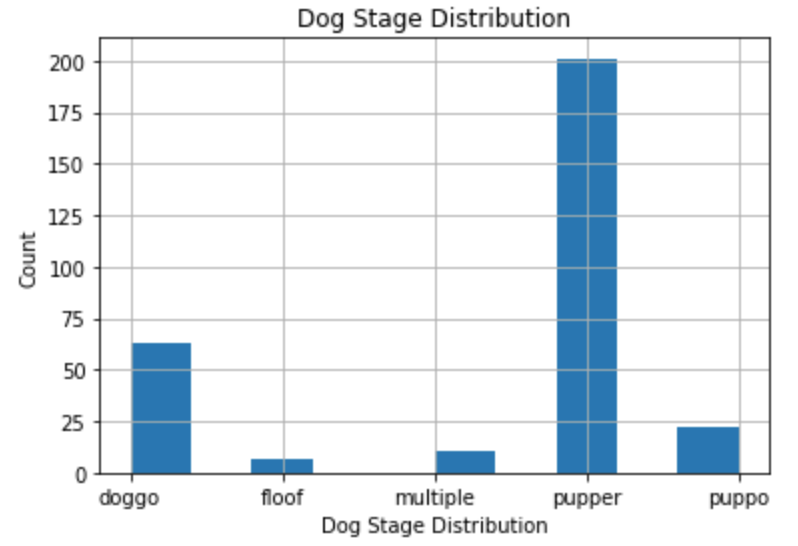 Dog Stage Distribution
200
175
150
125
100
75
50
25
0
Count
doggo floof multiple pupper puppo
Dog Stage Distribution